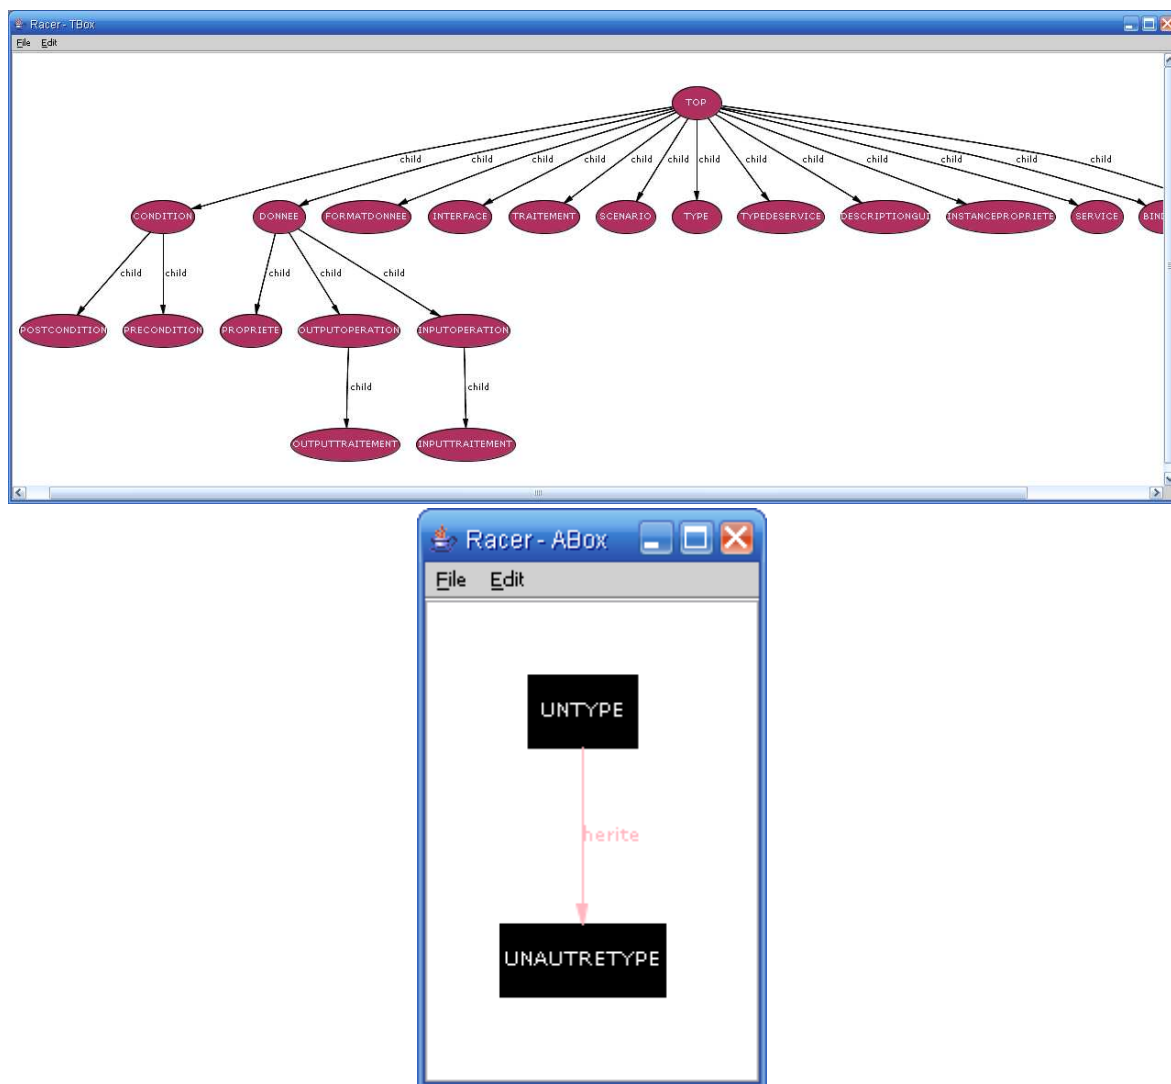 Racer - TBox
File Edit
TOP
child child child child child child child child child child child child
CONDITION DONNEE FORMATDONNEE INTERFACE TRAITEMENT SCENARIO TYPE TYPEDESERVICE DESCRIPTIONGUI INSTANCEPROPRIETE SERVICE BIND
child child child child child
POSTCONDITION PRECONDITION PROPRIETE OUTPUTOPERATION INPUTOPERATION
child child
OUTPUTTRAITEMENT INPUTTRAITEMENT
Racer - ABox
File Edit
UNTYPE
herite
UNAUTRETYPE